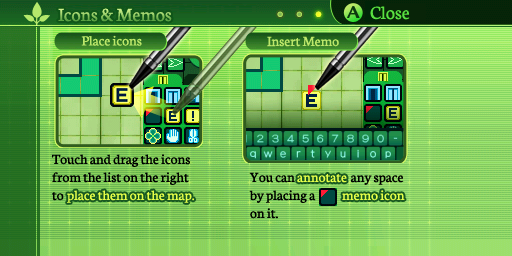 Icons & Memos
A Close
Place icons
E
E
!
Touch and drag the icons
from the list on the right
to place them on the map.
Insert Memo
E
E
2 3 4 5 6 7 8 9 0 -
q w e r t y u i o p
You can annotate any space
by placing a memo icon
on it.